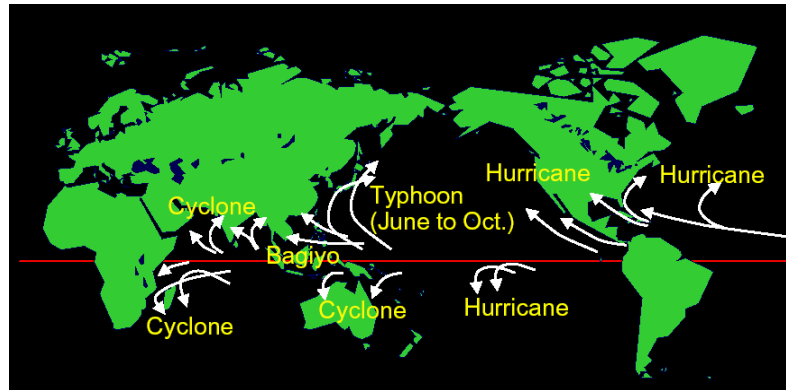 Hurricane
Hurricane
Cyclone
Typhoon
(June to Oct.)
Bagiyo
Cyclone
Cyclone
Hurricane